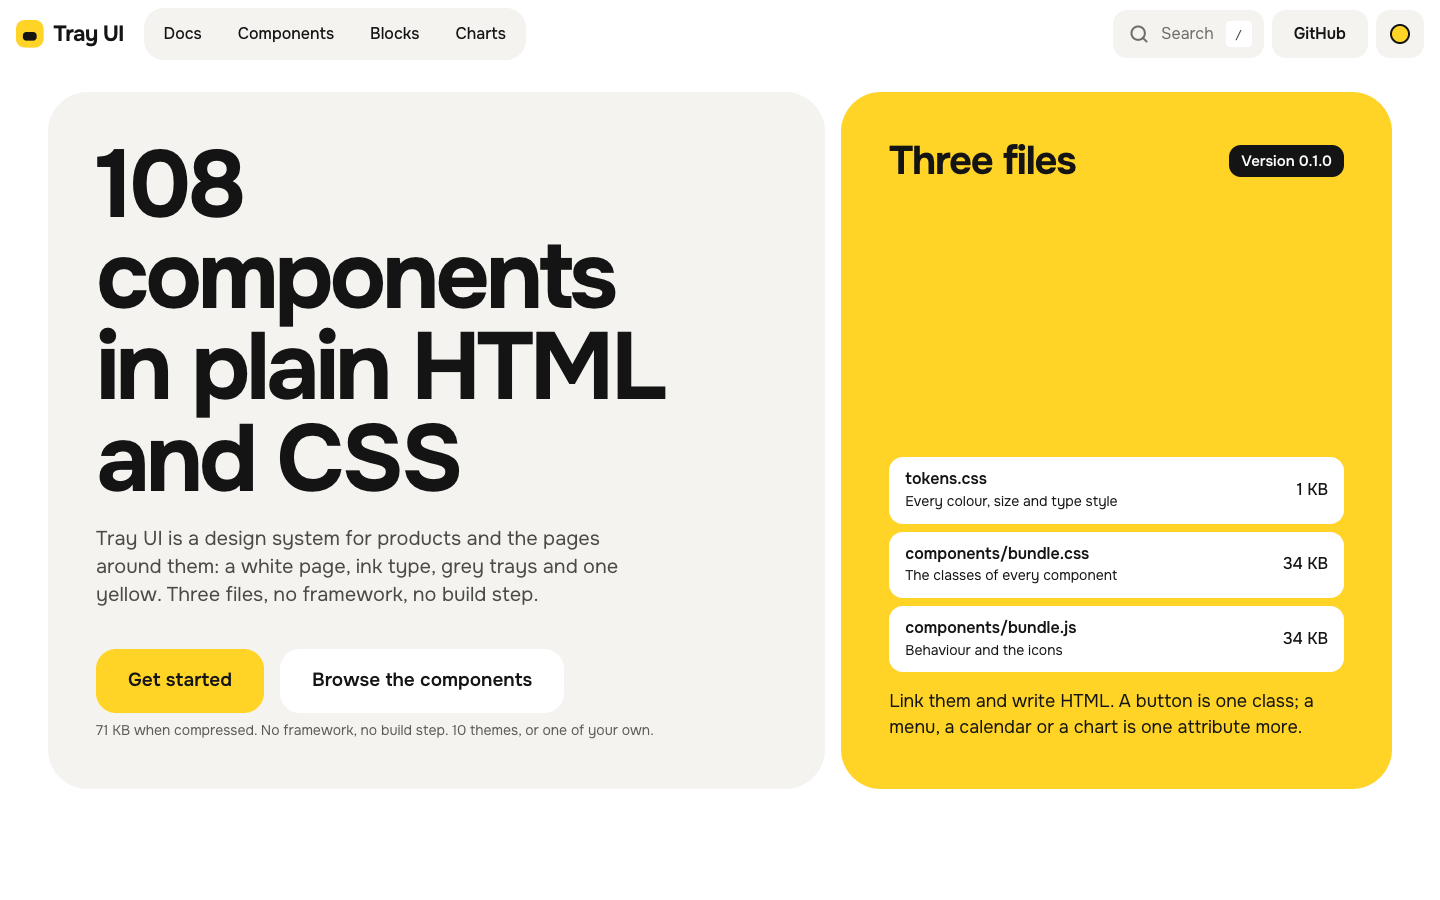 Tray UI
Docs
Components
Blocks
Charts
Search
/
GitHub
108
components
in plain HTML
and CSS
Tray UI is a design system for products and the pages
around them: a white page, ink type, grey trays and one
yellow. Three files, no framework, no build step.
Get started
Browse the components
71 KB when compressed. No framework, no build step. 10 themes, or one of your own.
Three files
Version 0.1.0
tokens.css
Every colour, size and type style
1 KB
components/bundle.css
The classes of every component
34 KB
components/bundle.js
Behaviour and the icons
34 KB
Link them and write HTML. A button is one class; a
menu, a calendar or a chart is one attribute more.